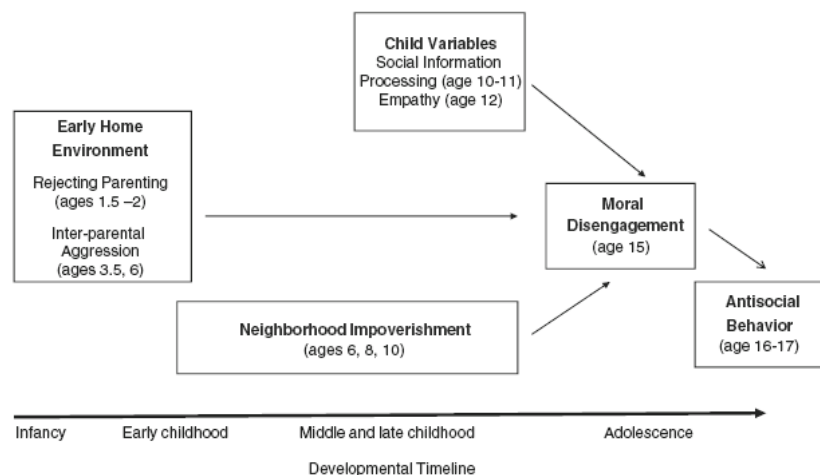 Child Variables
Social Information
Processing (age 10-11)
Empathy (age 12)
Early Home
Environment
Rejecting Parenting
(ages 1.5 –2)
Inter-parental
Aggression
(ages 3.5, 6)
Moral
Disengagement
(age 15)
Neighborhood Impoverishment
(ages 6, 8, 10)
Antisocial
Behavior
(age 16-17)
Infancy
Early childhood
Middle and late childhood
Adolescence
Developmental Timeline